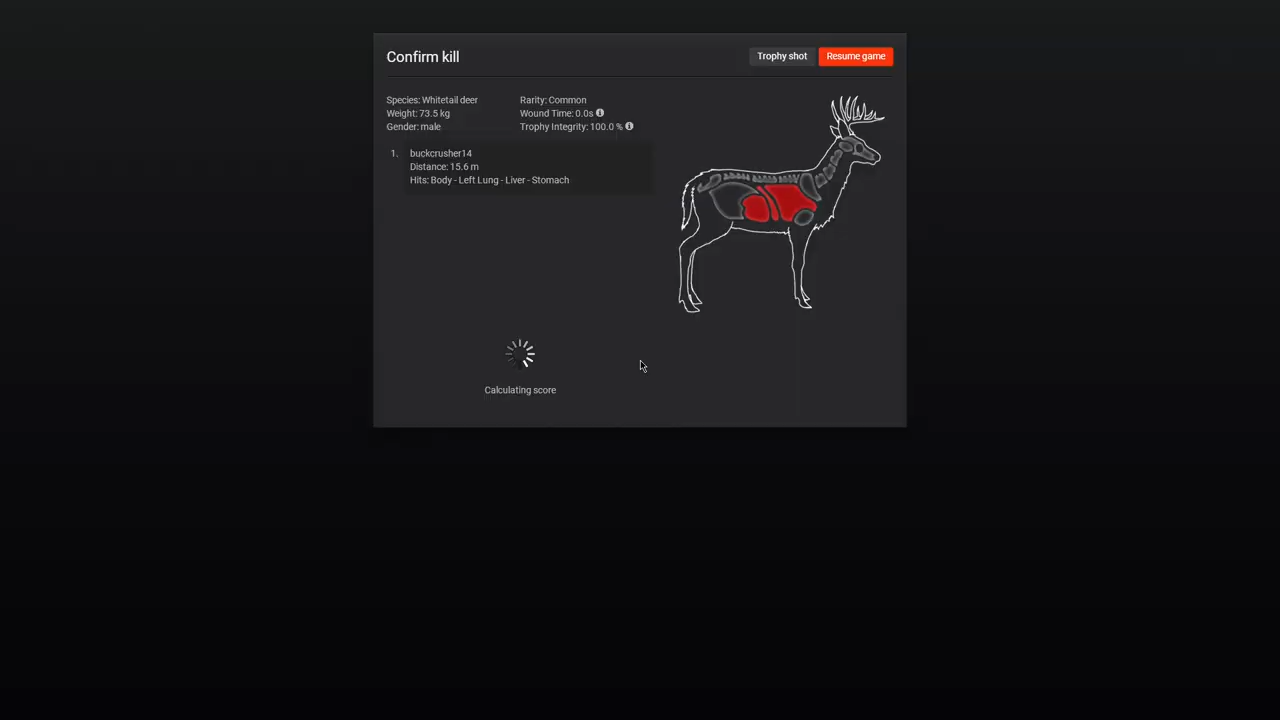 Confirm kill
Trophy shot
Resume game
Species: Whitetail deer
Rarity: Common
Weight: 73.5 kg
Wound Time: 0.0s
Gender: male
Trophy Integrity: 100.0 %
1. buckcrusher14
Distance: 15.6 m
Hits: Body - Left Lung - Liver - Stomach
Calculating score